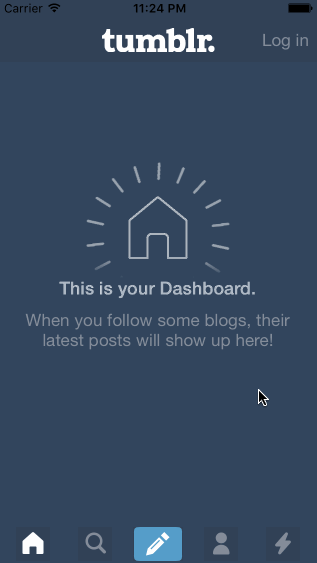 Carrier 11:24 PM
tumblr. Log in
This is your Dashboard.
When you follow some blogs, their
latest posts will show up here!